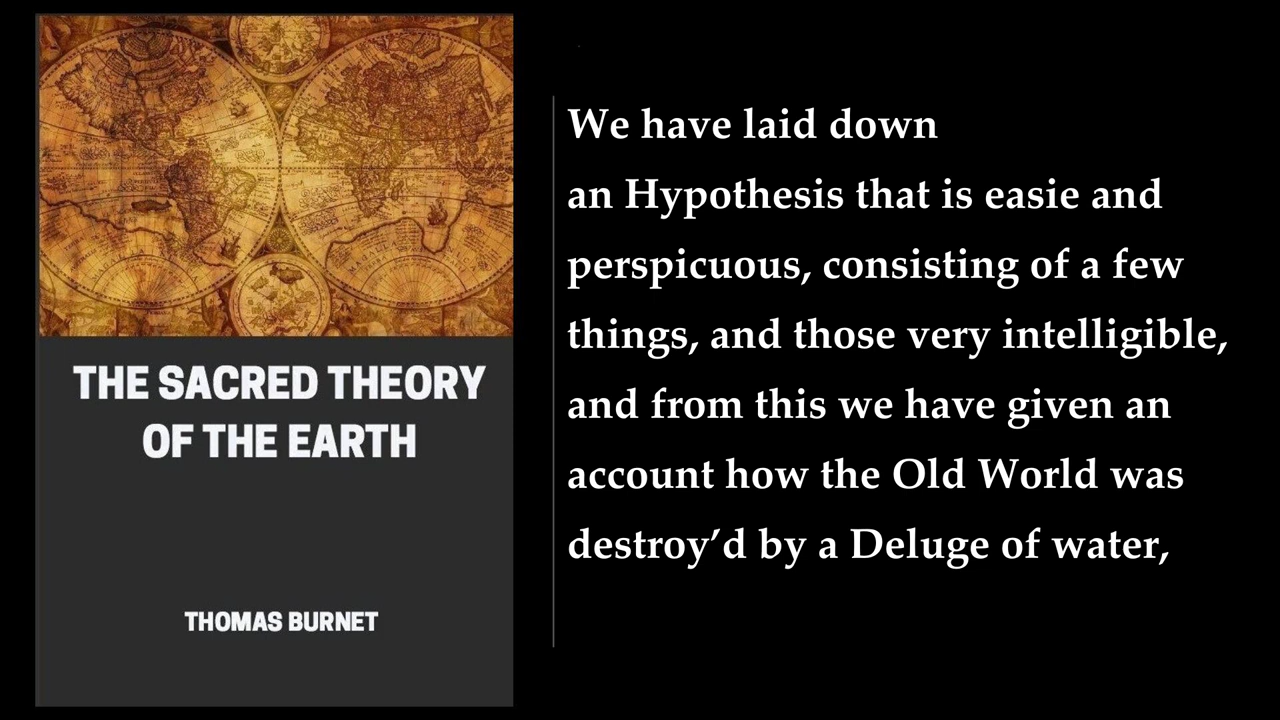 THE SACRED THEORY
OF THE EARTH
THOMAS BURNET
We have laid down
an Hypothesis that is easie and
perspicuous, consisting of a few
things, and those very intelligible,
and from this we have given an
account how the Old World was
destroy’d by a Deluge of water,